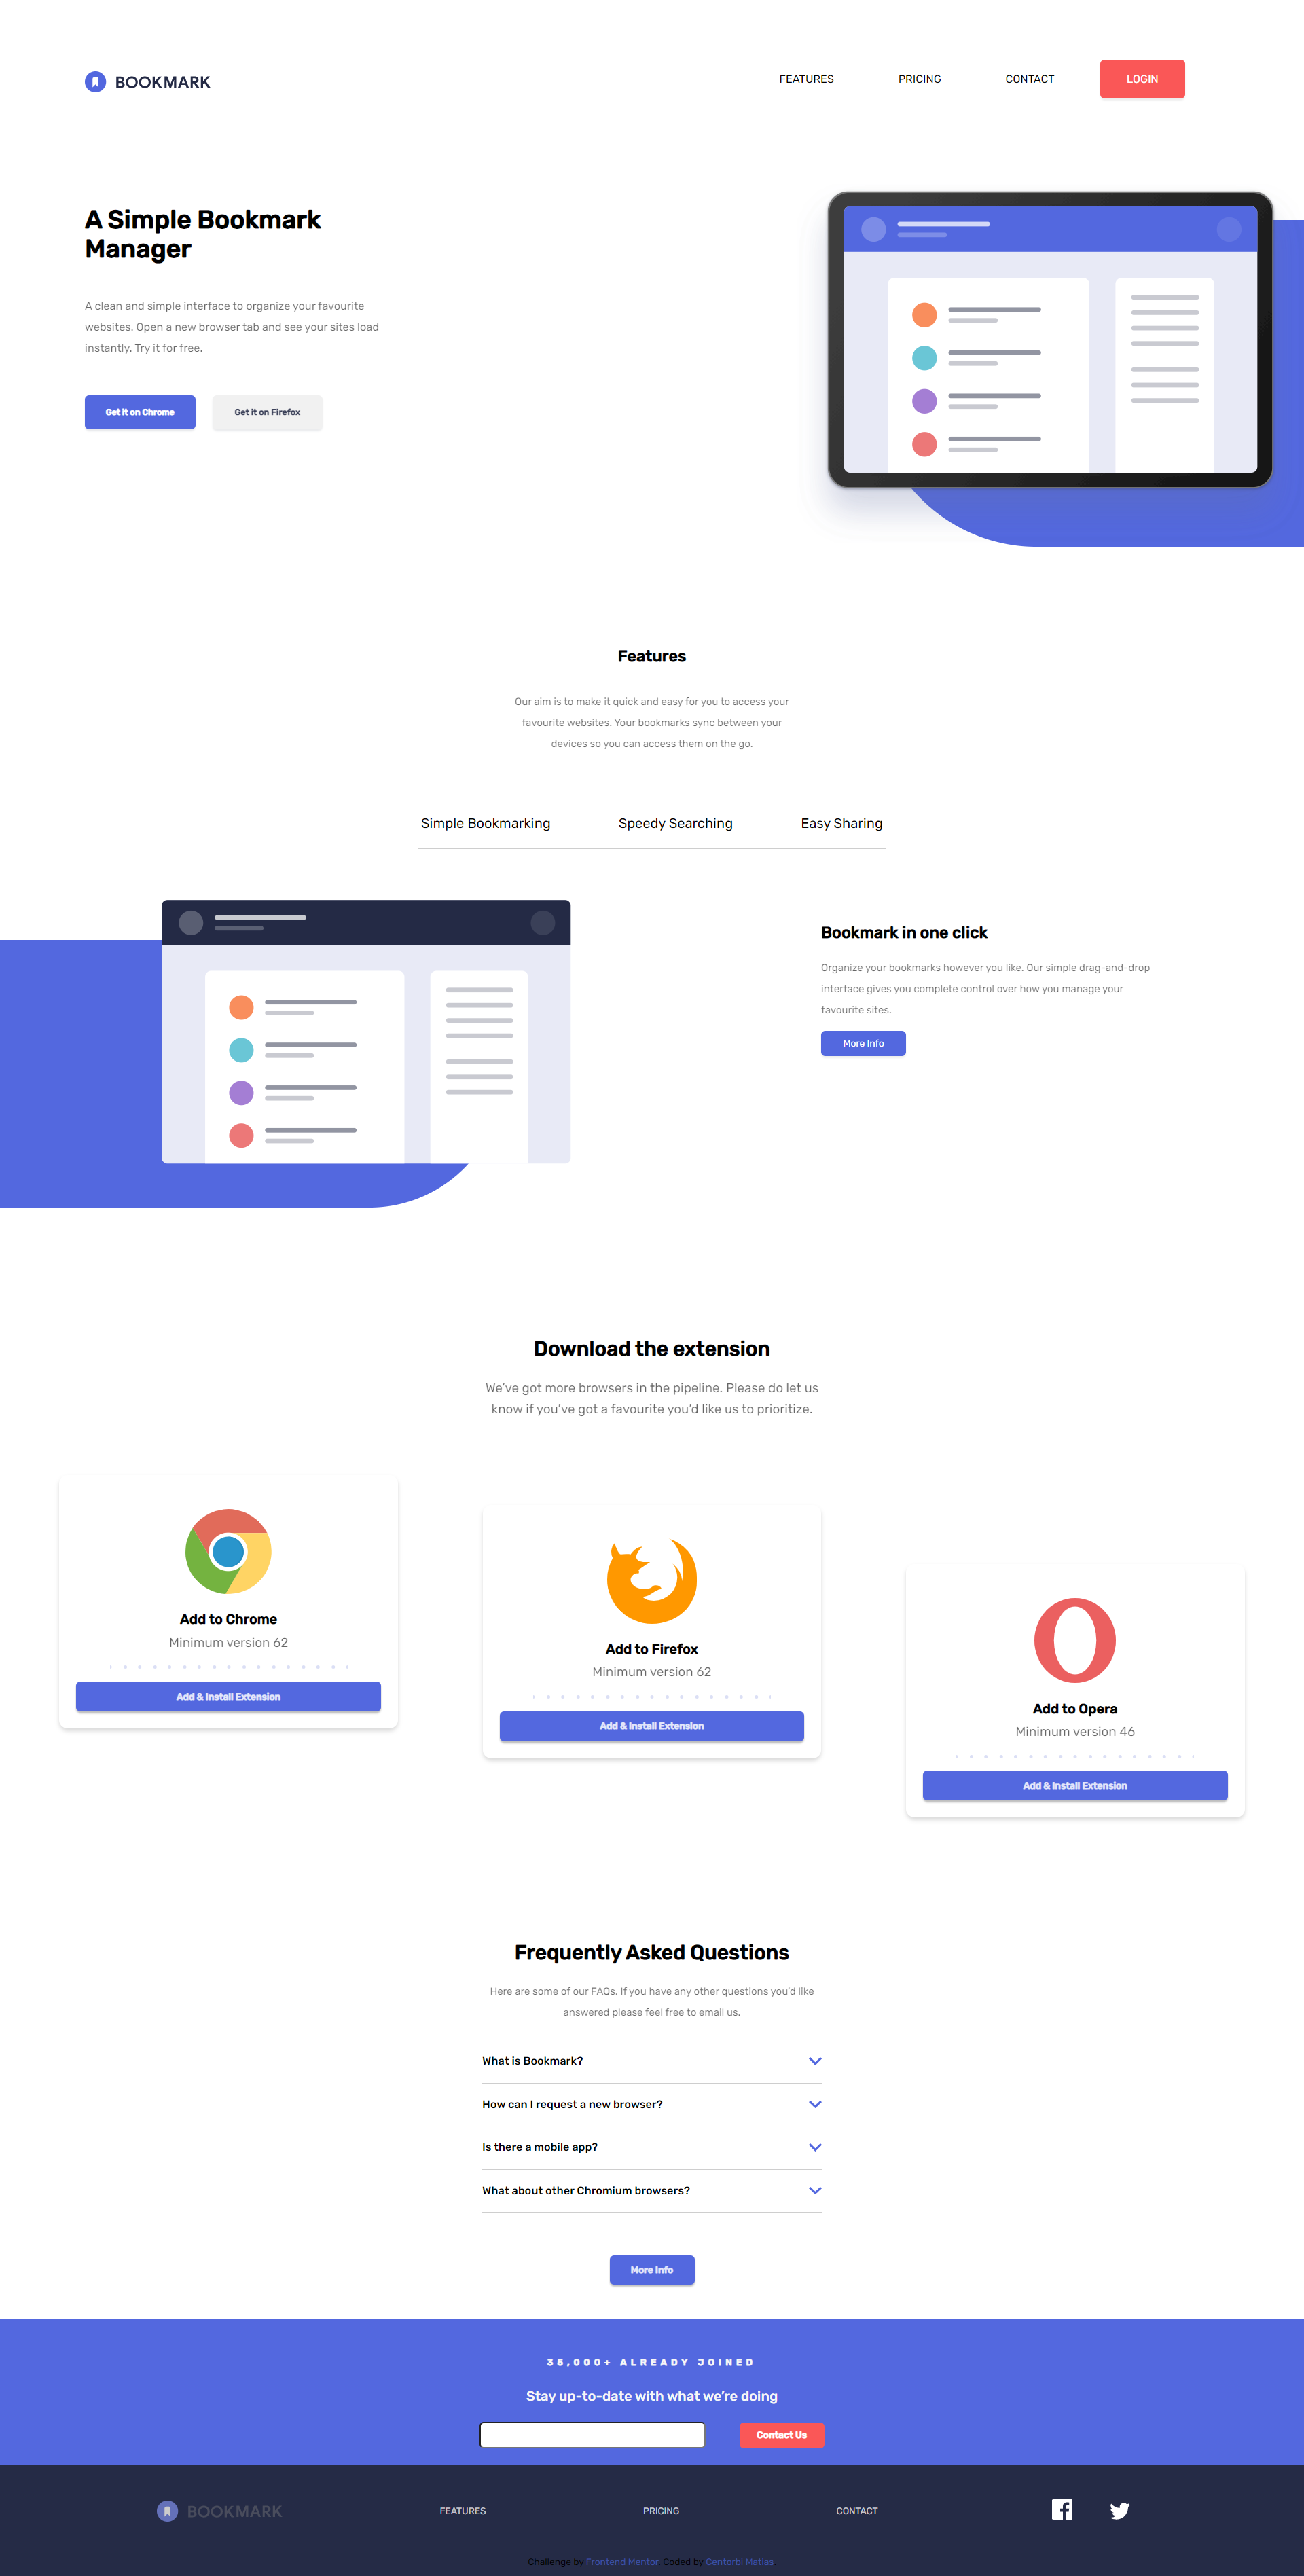 BOOKMARK
FEATURES
PRICING
CONTACT
LOGIN
A Simple Bookmark
Manager
A clean and simple interface to organize your favourite
websites. Open a new browser tab and see your sites load
instantly. Try it for free.
Get it on Chrome
Get it on Firefox
Features
Our aim is to make it quick and easy for you to access your
favourite websites. Your bookmarks sync between your
devices so you can access them on the go.
Simple Bookmarking
Speedy Searching
Easy Sharing
Bookmark in one click
Organize your bookmarks however you like. Our simple drag-and-drop
interface gives you complete control over how you manage your
favourite sites.
More Info
Download the extension
We've got more browsers in the pipeline. Please do let us
know if you've got a favourite you'd like us to prioritize.
Add to Chrome
Minimum version 62
Add & Install Extension
Add to Firefox
Minimum version 62
Add & Install Extension
Add to Opera
Minimum version 46
Add & Install Extension
Frequently Asked Questions
Here are some of our FAQs. If you have any other questions you'd like
answered please feel free to email us.
What is Bookmark?
How can I request a new browser?
Is there a mobile app?
What about other Chromium browsers?
More Info
35,000+ ALREADY JOINED
Stay up-to-date with what we're doing
Contact Us
BOOKMARK
FEATURES
PRICING
CONTACT
Challenge by Frontend Mentor. Coded by Centorbi Matias